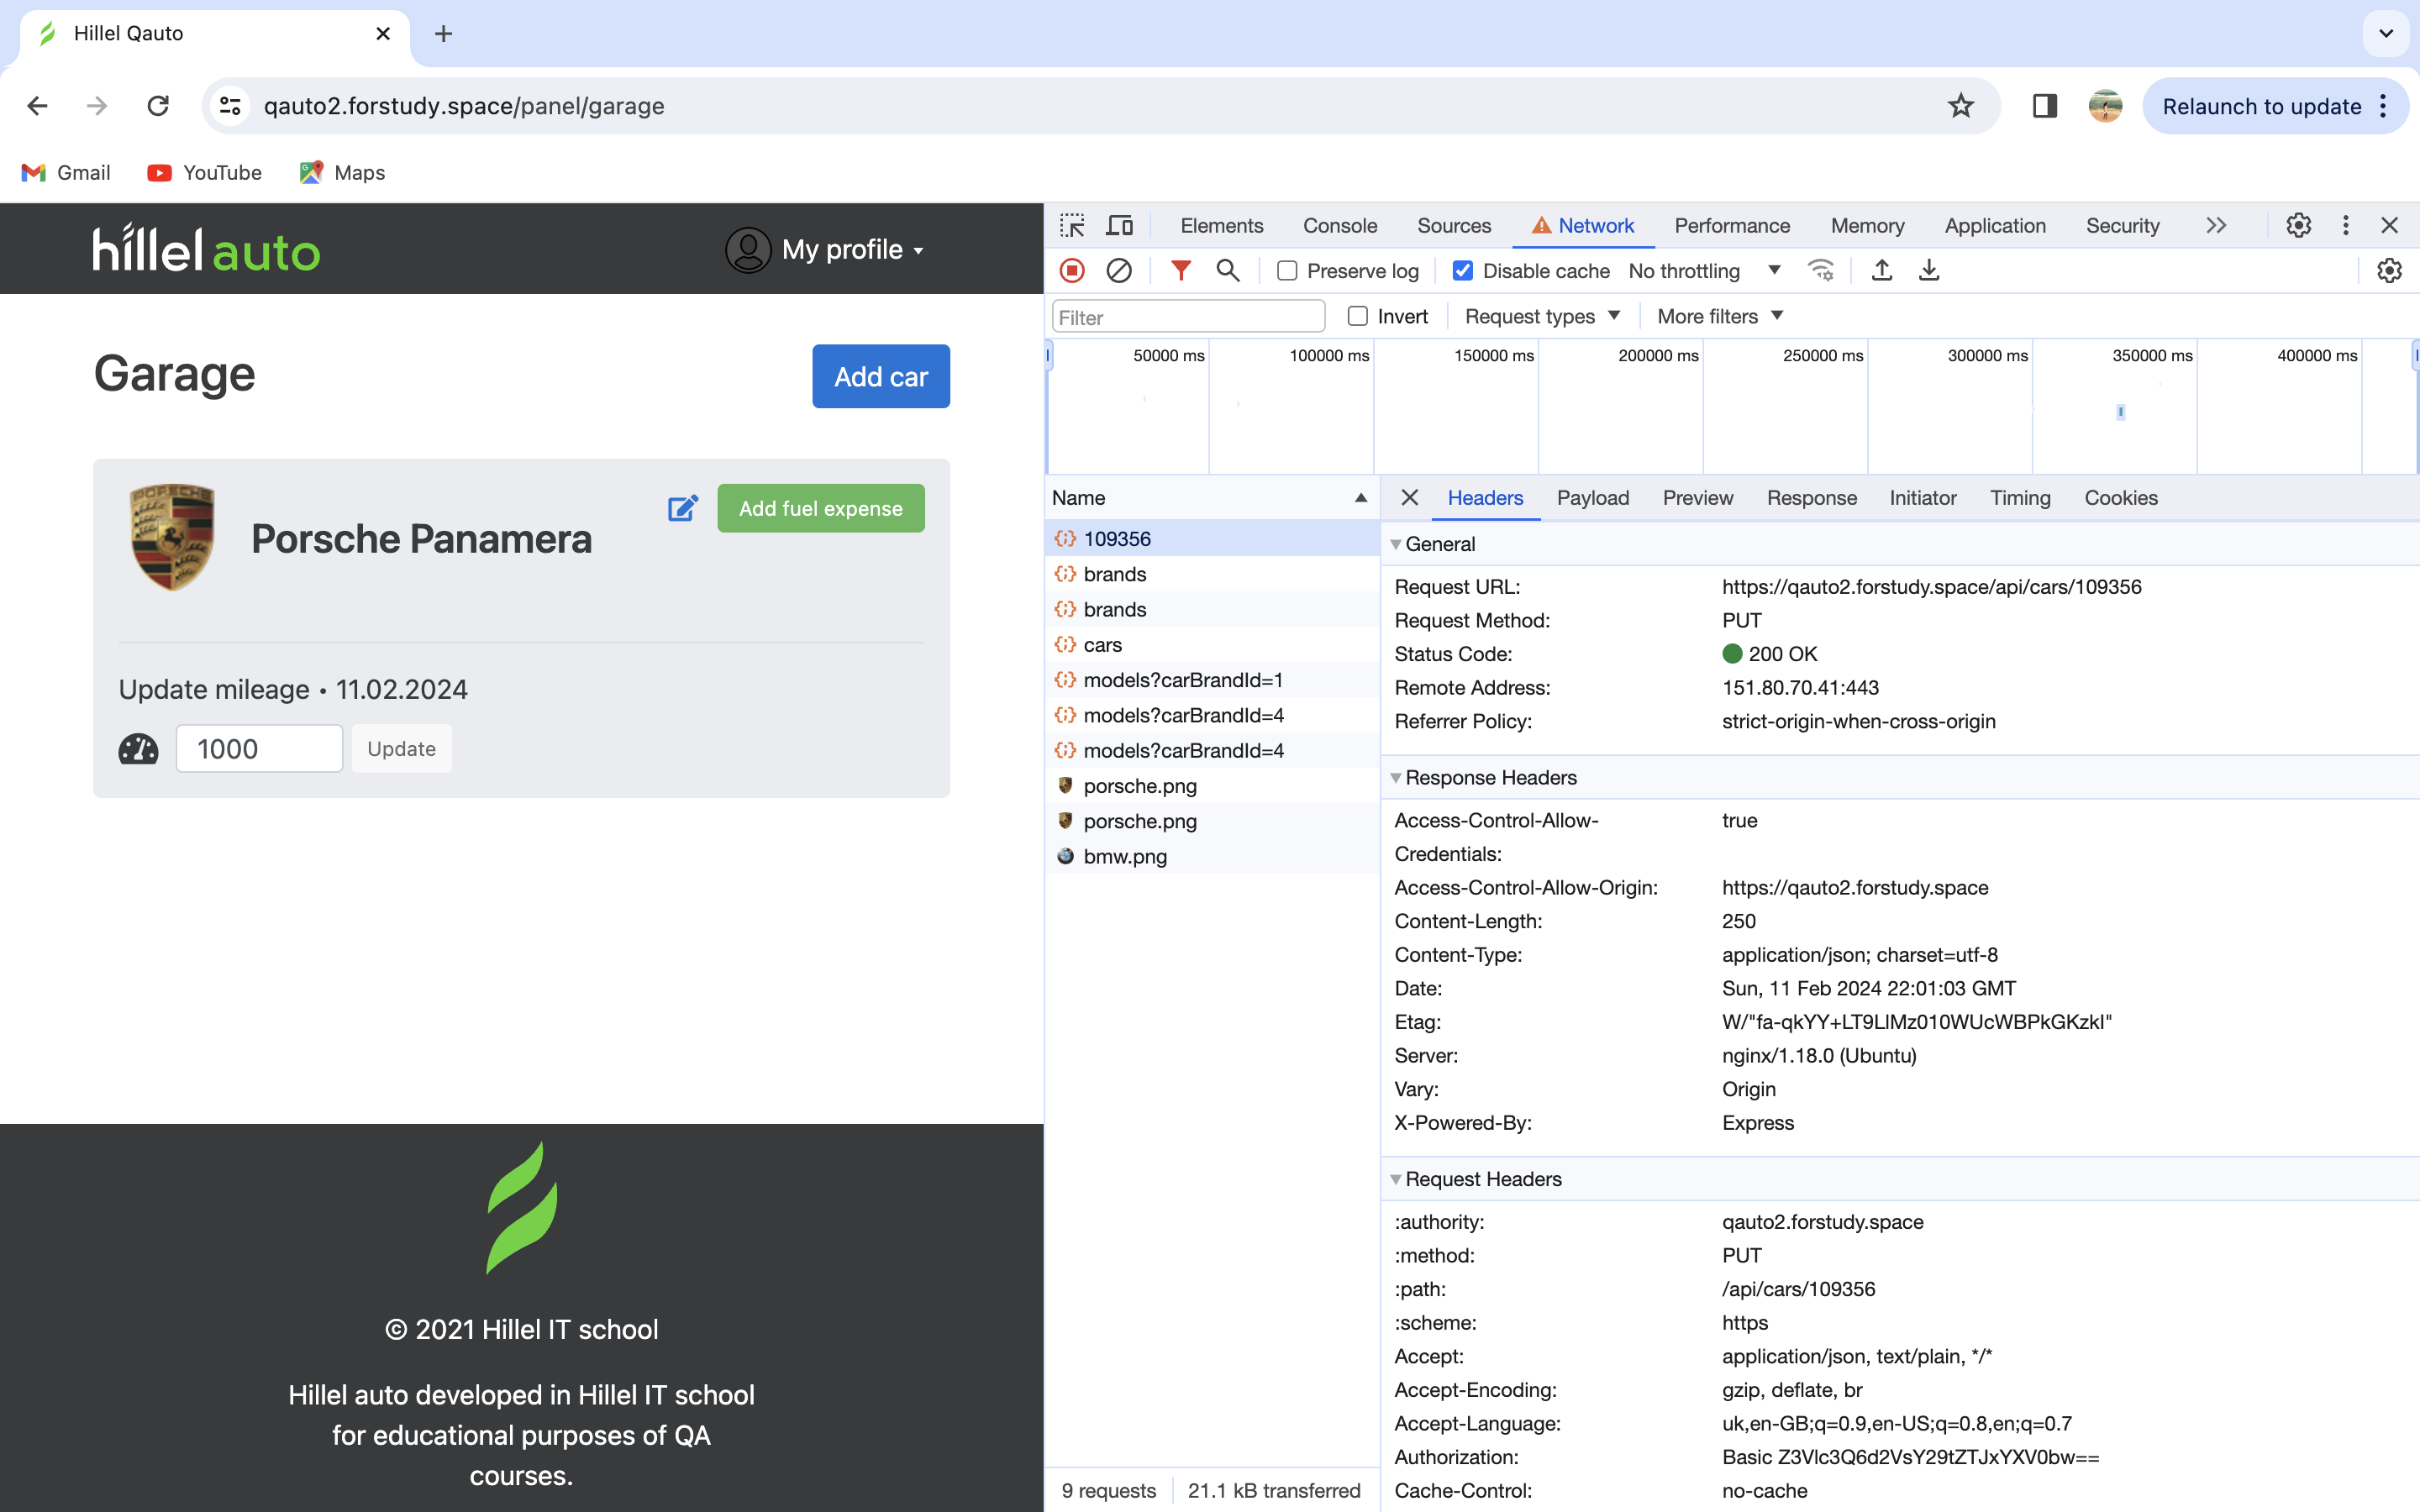 Hillel Qauto
qauto2.forstudy.space/panel/garage
Relaunch to update
Gmail
YouTube
Maps
hillel auto
My profile
Garage
Add car
PORSCHE
Porsche Panamera
Add fuel expense
Update mileage • 11.02.2024
1000
Update
© 2021 Hillel IT school
Hillel auto developed in Hillel IT school
for educational purposes of QA
courses.
Elements
Console
Sources
Network
Performance
Memory
Application
Security
Preserve log
Disable cache
No throttling
Filter
Invert
Request types
More filters
50000 ms
100000 ms
150000 ms
200000 ms
250000 ms
300000 ms
350000 ms
400000 ms
Name
109356
brands
brands
cars
models?carBrandId=1
models?carBrandId=4
models?carBrandId=4
porsche.png
porsche.png
bmw.png
9 requests
21.1 kB transferred
Headers
Payload
Preview
Response
Initiator
Timing
Cookies
General
Request URL: https://qauto2.forstudy.space/api/cars/109356
Request Method: PUT
Status Code: 200 OK
Remote Address: 151.80.70.41:443
Referrer Policy: strict-origin-when-cross-origin
Response Headers
Access-Control-Allow- true
Credentials:
Access-Control-Allow-Origin: https://qauto2.forstudy.space
Content-Length: 250
Content-Type: application/json; charset=utf-8
Date: Sun, 11 Feb 2024 22:01:03 GMT
Etag: W/"fa-qkYY+LT9LlMz010WUcWBPkGKzkI"
Server: nginx/1.18.0 (Ubuntu)
Vary: Origin
X-Powered-By: Express
Request Headers
:authority: qauto2.forstudy.space
:method: PUT
:path: /api/cars/109356
:scheme: https
Accept: application/json, text/plain, */*
Accept-Encoding: gzip, deflate, br
Accept-Language: uk,en-GB;q=0.9,en-US;q=0.8,en;q=0.7
Authorization: Basic Z3Vlc3Q6d2VsY29tZTJxYXV0bw==
Cache-Control: no-cache